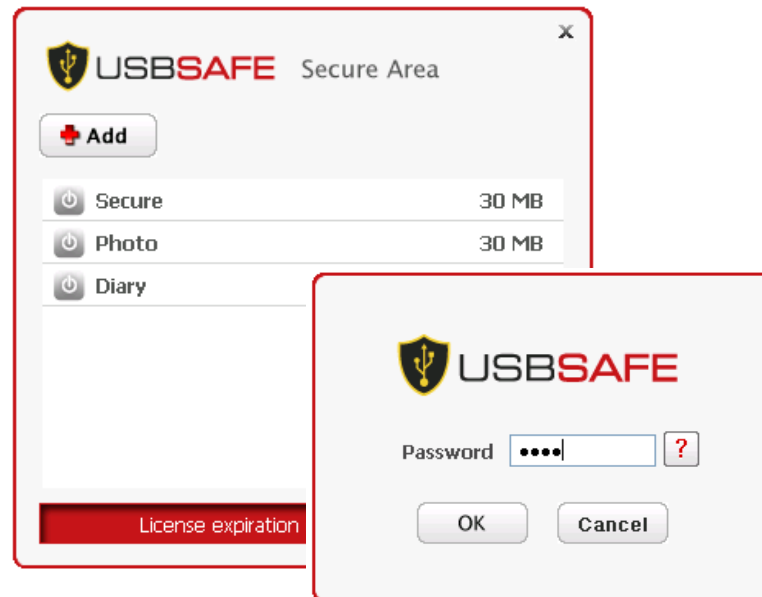 x
USBSAFE Secure Area
Add
Secure 30 MB
Photo 30 MB
Diary
License expiration
USBSAFE
Password ••••
?
OK Cancel